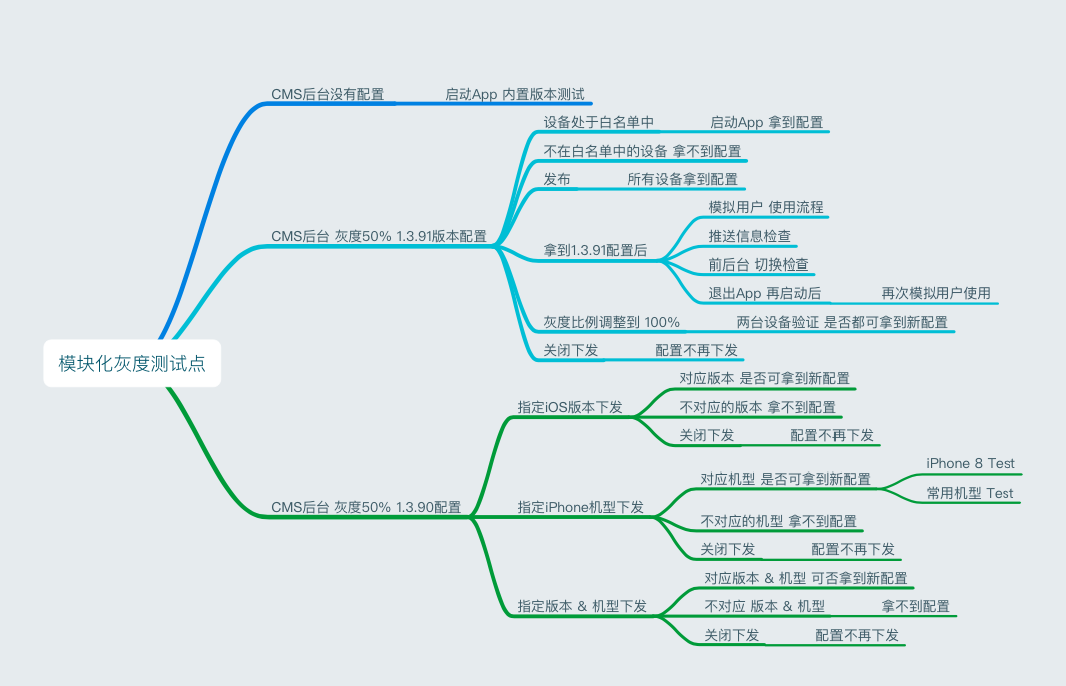 模块化灰度测试点
CMS后台没有配置
启动App 内置版本测试
CMS后台 灰度50% 1.3.91版本配置
设备处于白名单中
启动App 拿到配置
不在白名单中的设备 拿不到配置
发布
所有设备拿到配置
拿到1.3.91配置后
模拟用户 使用流程
推送信息检查
前后台 切换检查
退出App 再启动后
再次模拟用户使用
灰度比例调整到 100%
两台设备验证 是否都可拿到新配置
关闭下发
配置不再下发
CMS后台 灰度50% 1.3.90配置
指定iOS版本下发
对应版本 是否可拿到新配置
不对应的版本 拿不到配置
关闭下发
配置不再下发
指定iPhone机型下发
对应机型 是否可拿到新配置
iPhone 8 Test
常用机型 Test
不对应的机型 拿不到配置
关闭下发
配置不再下发
指定版本 & 机型下发
对应版本 & 机型 可否拿到新配置
不对应 版本 & 机型
拿不到配置
关闭下发
配置不再下发